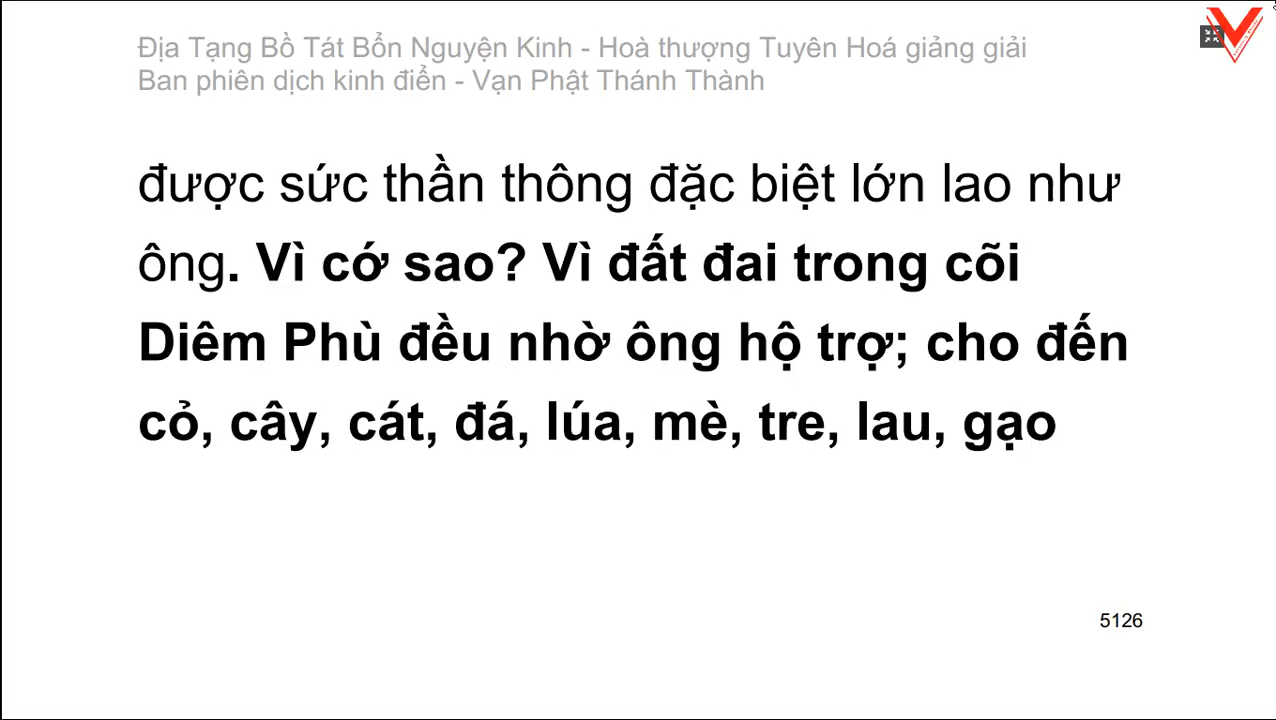 Địa Tạng Bồ Tát Bổn Nguyện Kinh - Hoà thượng Tuyên Hoá giảng giải
Ban phiên dịch kinh điển - Vạn Phật Thánh Thành
được sức thần thông đặc biệt lớn lao như
ông. Vì cớ sao? Vì đất đai trong cõi
Diêm Phù đều nhờ ông hộ trợ; cho đến
cỏ, cây, cát, đá, lúa, mè, tre, lau, gạo
5126